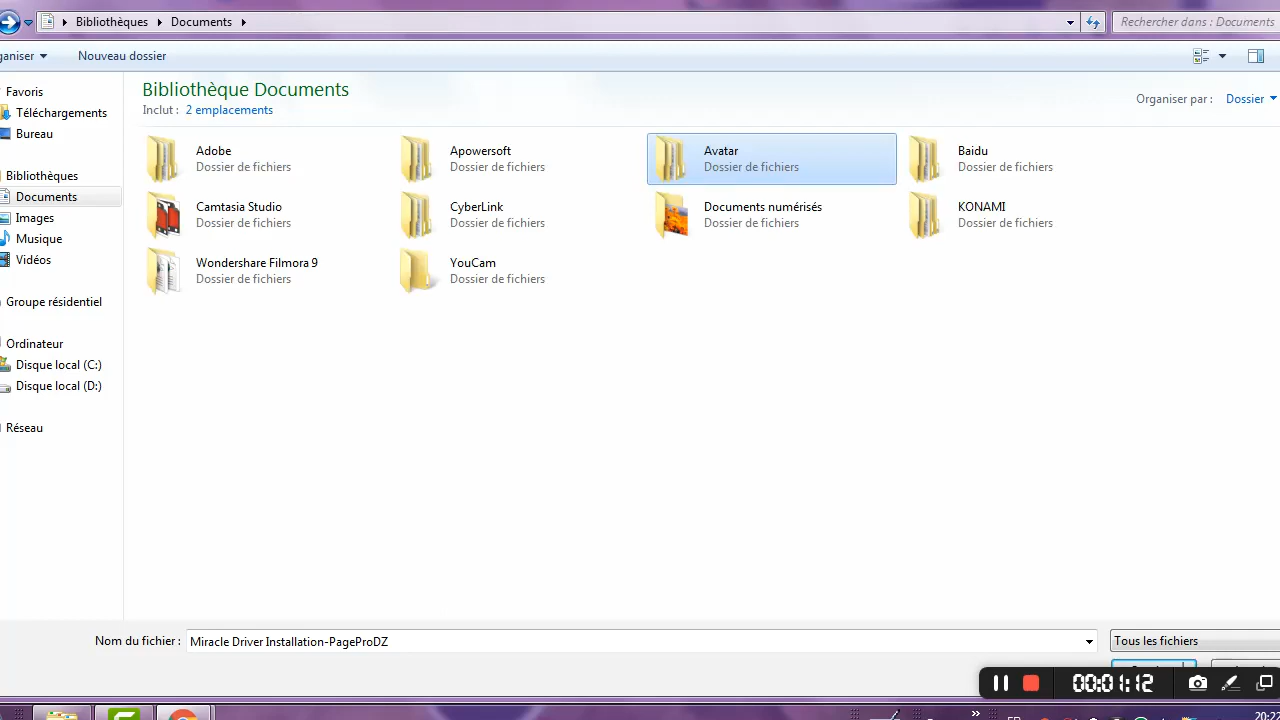 Bibliothèques Documents
Rechercher dans : Documents
aniser Nouveau dossier
Favoris
Téléchargements
Bureau
Bibliothèques
Documents
Images
Musique
Vidéos
Groupe résidentiel
Ordinateur
Disque local (C:)
Disque local (D:)
Réseau
Bibliothèque Documents
Inclut : 2 emplacements
Organiser par : Dossier
Adobe
Dossier de fichiers
Apowersoft
Dossier de fichiers
Avatar
Dossier de fichiers
Baidu
Dossier de fichiers
Camtasia Studio
Dossier de fichiers
CyberLink
Dossier de fichiers
Documents numérisés
Dossier de fichiers
KONAMI
Dossier de fichiers
Wondershare Filmora 9
Dossier de fichiers
YouCam
Dossier de fichiers
Nom du fichier : Miracle Driver Installation-PageProDZ
Tous les fichiers
00:01:12